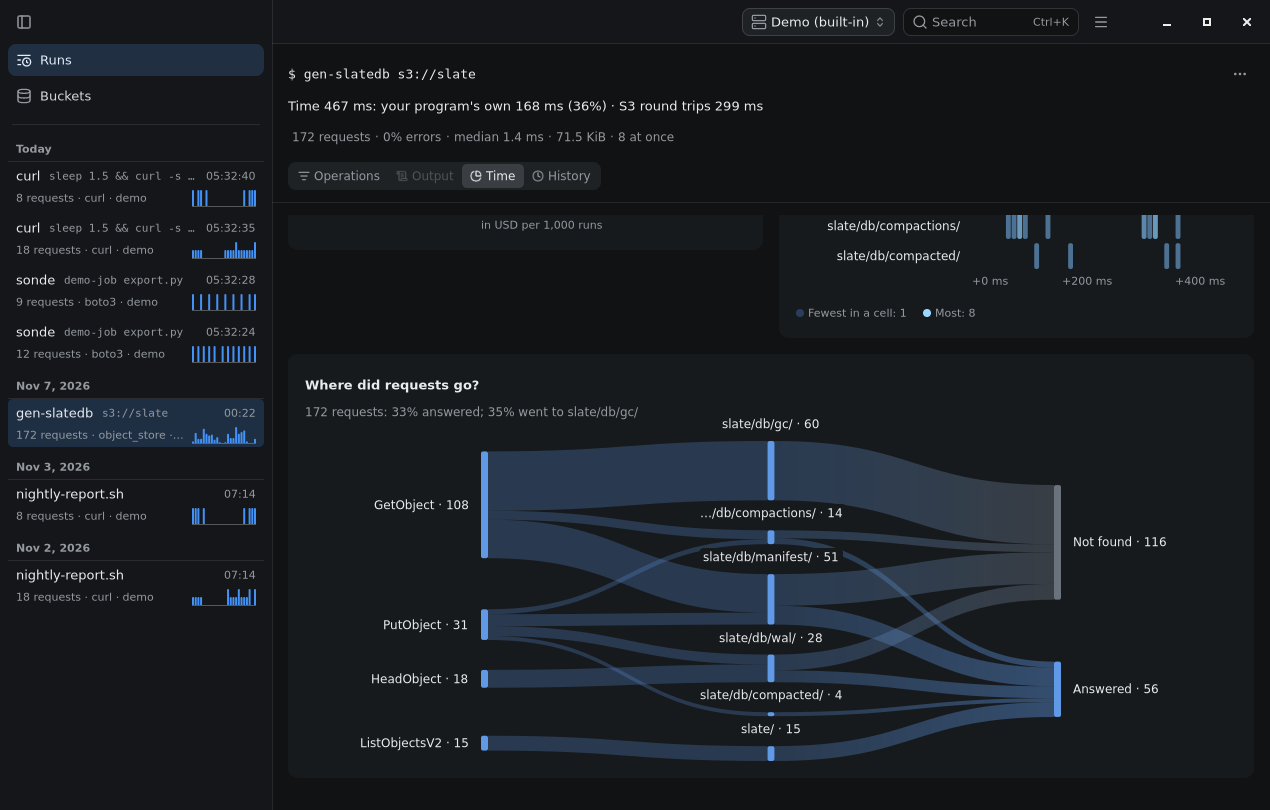 Demo (built-in)
Search
Ctrl+K
Runs
Buckets
Today
curl sleep 1.5 && curl -s … 05:32:40
8 requests · curl · demo
curl sleep 1.5 && curl -s … 05:32:35
18 requests · curl · demo
sonde demo-job export.py 05:32:28
9 requests · boto3 · demo
sonde demo-job export.py 05:32:24
12 requests · boto3 · demo
Nov 7, 2026
gen-slatedb s3://slate 00:22
172 requests · object_store ·…
Nov 3, 2026
nightly-report.sh 07:14
8 requests · curl · demo
Nov 2, 2026
nightly-report.sh 07:14
18 requests · curl · demo
$ gen-slatedb s3://slate
Time 467 ms: your program's own 168 ms (36%) · S3 round trips 299 ms
172 requests · 0% errors · median 1.4 ms · 71.5 KiB · 8 at once
Operations
Output
Time
History
in USD per 1,000 runs
slate/db/compactions/
slate/db/compacted/
+0 ms +200 ms +400 ms
Fewest in a cell: 1 Most: 8
Where did requests go?
172 requests: 33% answered; 35% went to slate/db/gc/
slate/db/gc/ · 60
GetObject · 108
…/db/compactions/ · 14
Not found · 116
slate/db/manifest/ · 51
PutObject · 31
slate/db/wal/ · 28
HeadObject · 18
slate/db/compacted/ · 4
Answered · 56
slate/ · 15
ListObjectsV2 · 15